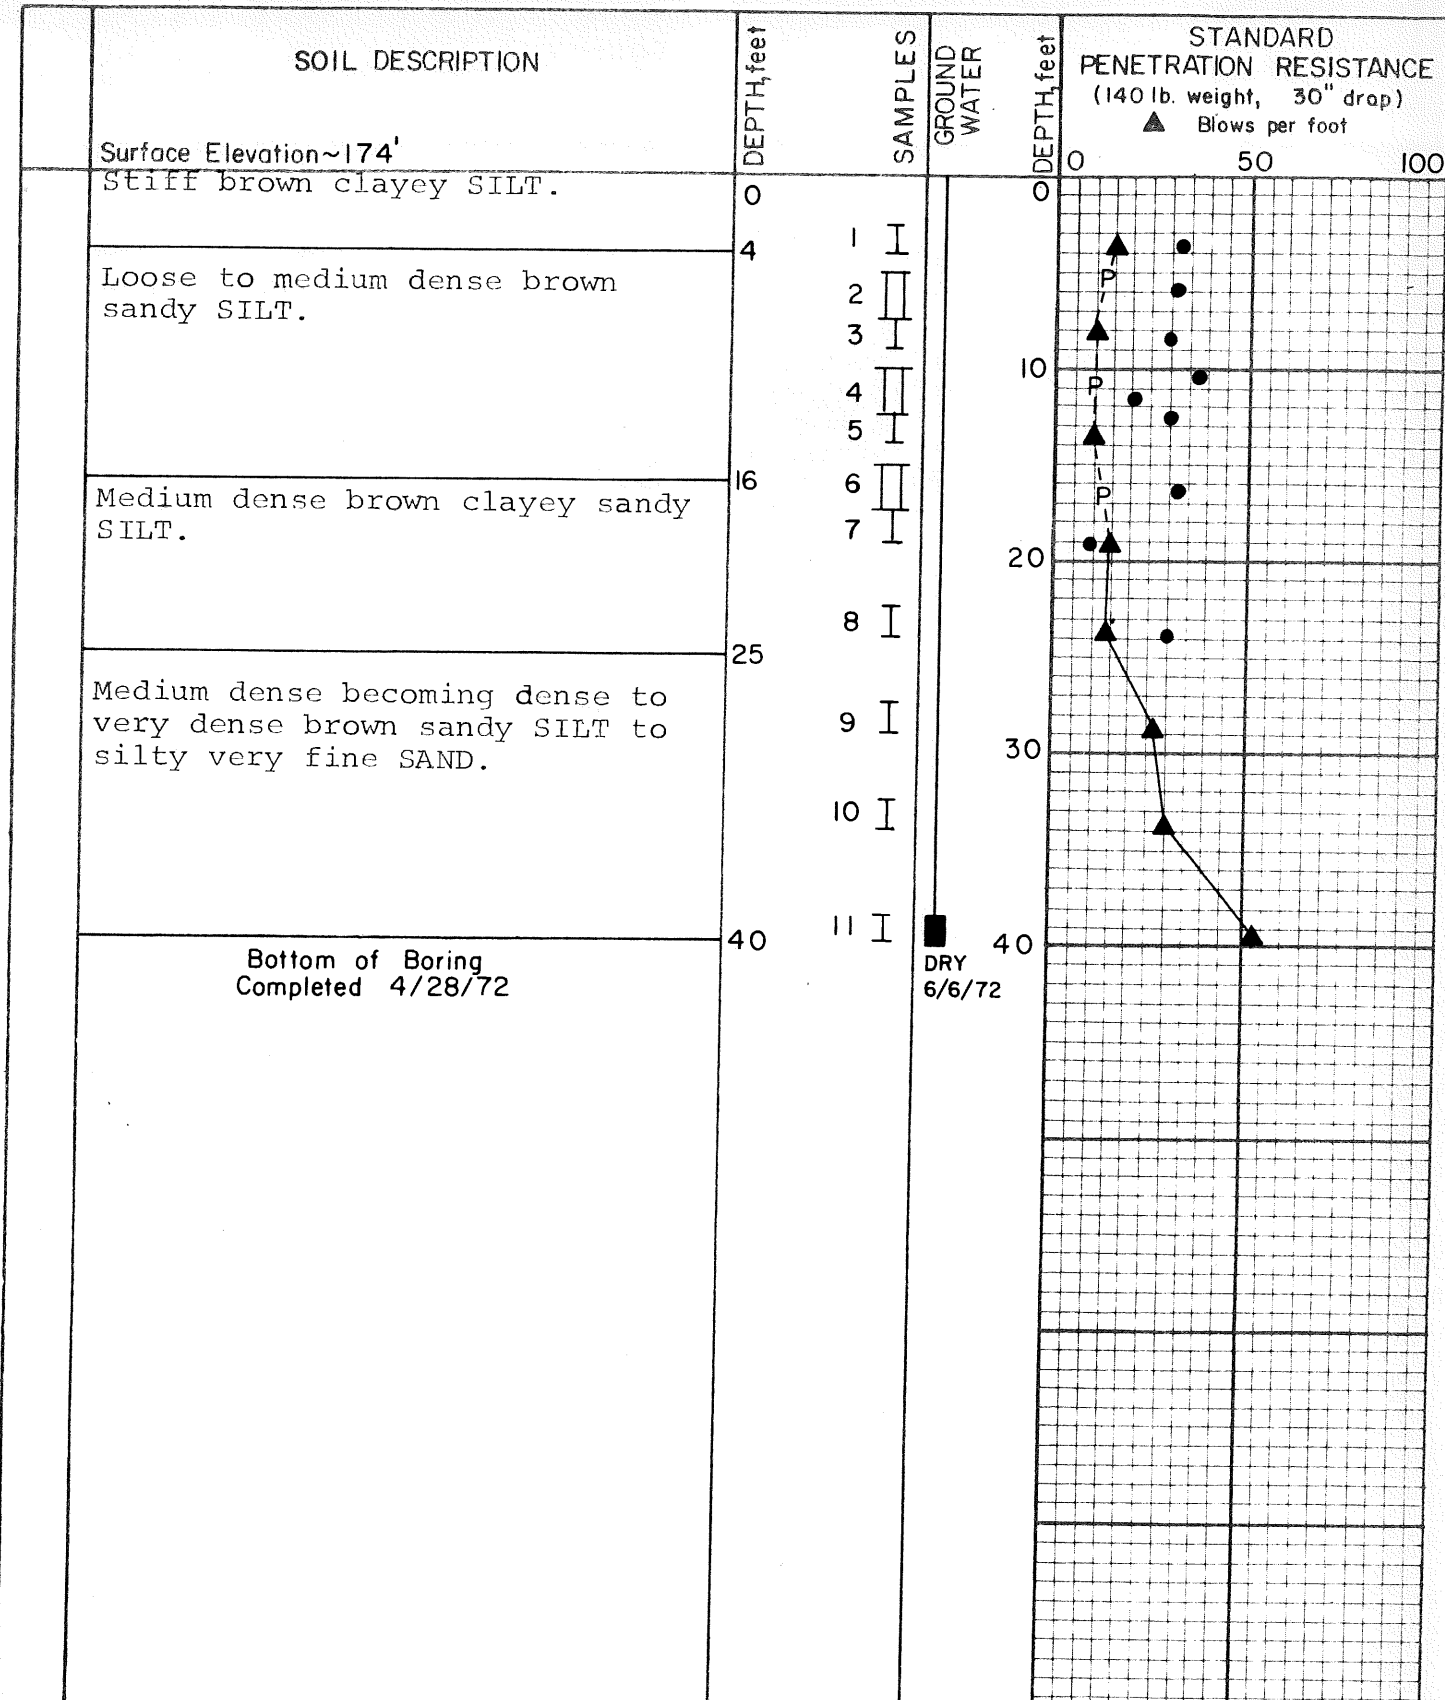 SOIL DESCRIPTION
Surface Elevation~174'
DEPTH,feet
SAMPLES
GROUND
WATER
DEPTH,feet
STANDARD
PENETRATION RESISTANCE
(140 lb. weight, 30" drop)
▲ Blows per foot
0 50 100
Stiff brown clayey SILT.
0
0
1
4
Loose to medium dense brown
sandy SILT.
P
2
3
10
P
4
5
16
Medium dense brown clayey sandy
SILT.
6
P
7
20
8
25
Medium dense becoming dense to
very dense brown sandy SILT to
silty very fine SAND.
9
30
10
11
40
40
Bottom of Boring
Completed 4/28/72
DRY
6/6/72